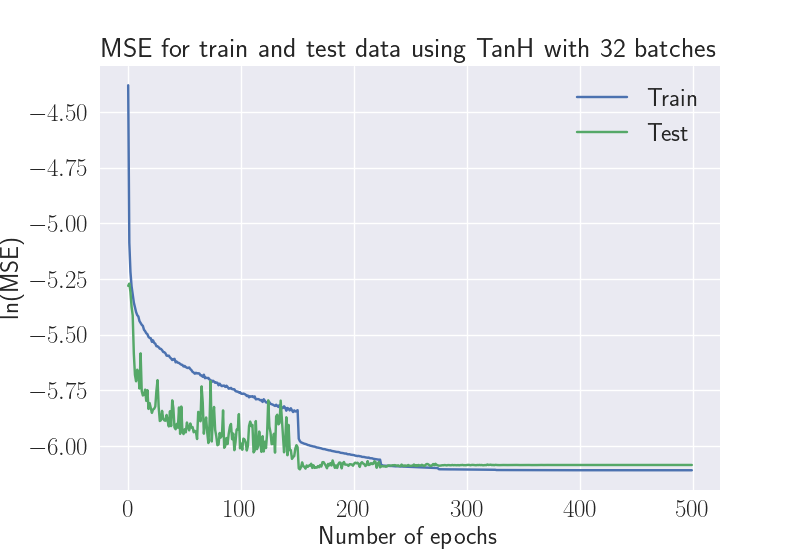 MSE for train and test data using TanH with 32 batches
Train
Test
ln(MSE)
−4.50
−4.75
−5.00
−5.25
−5.50
−5.75
−6.00
0 100 200 300 400 500
Number of epochs